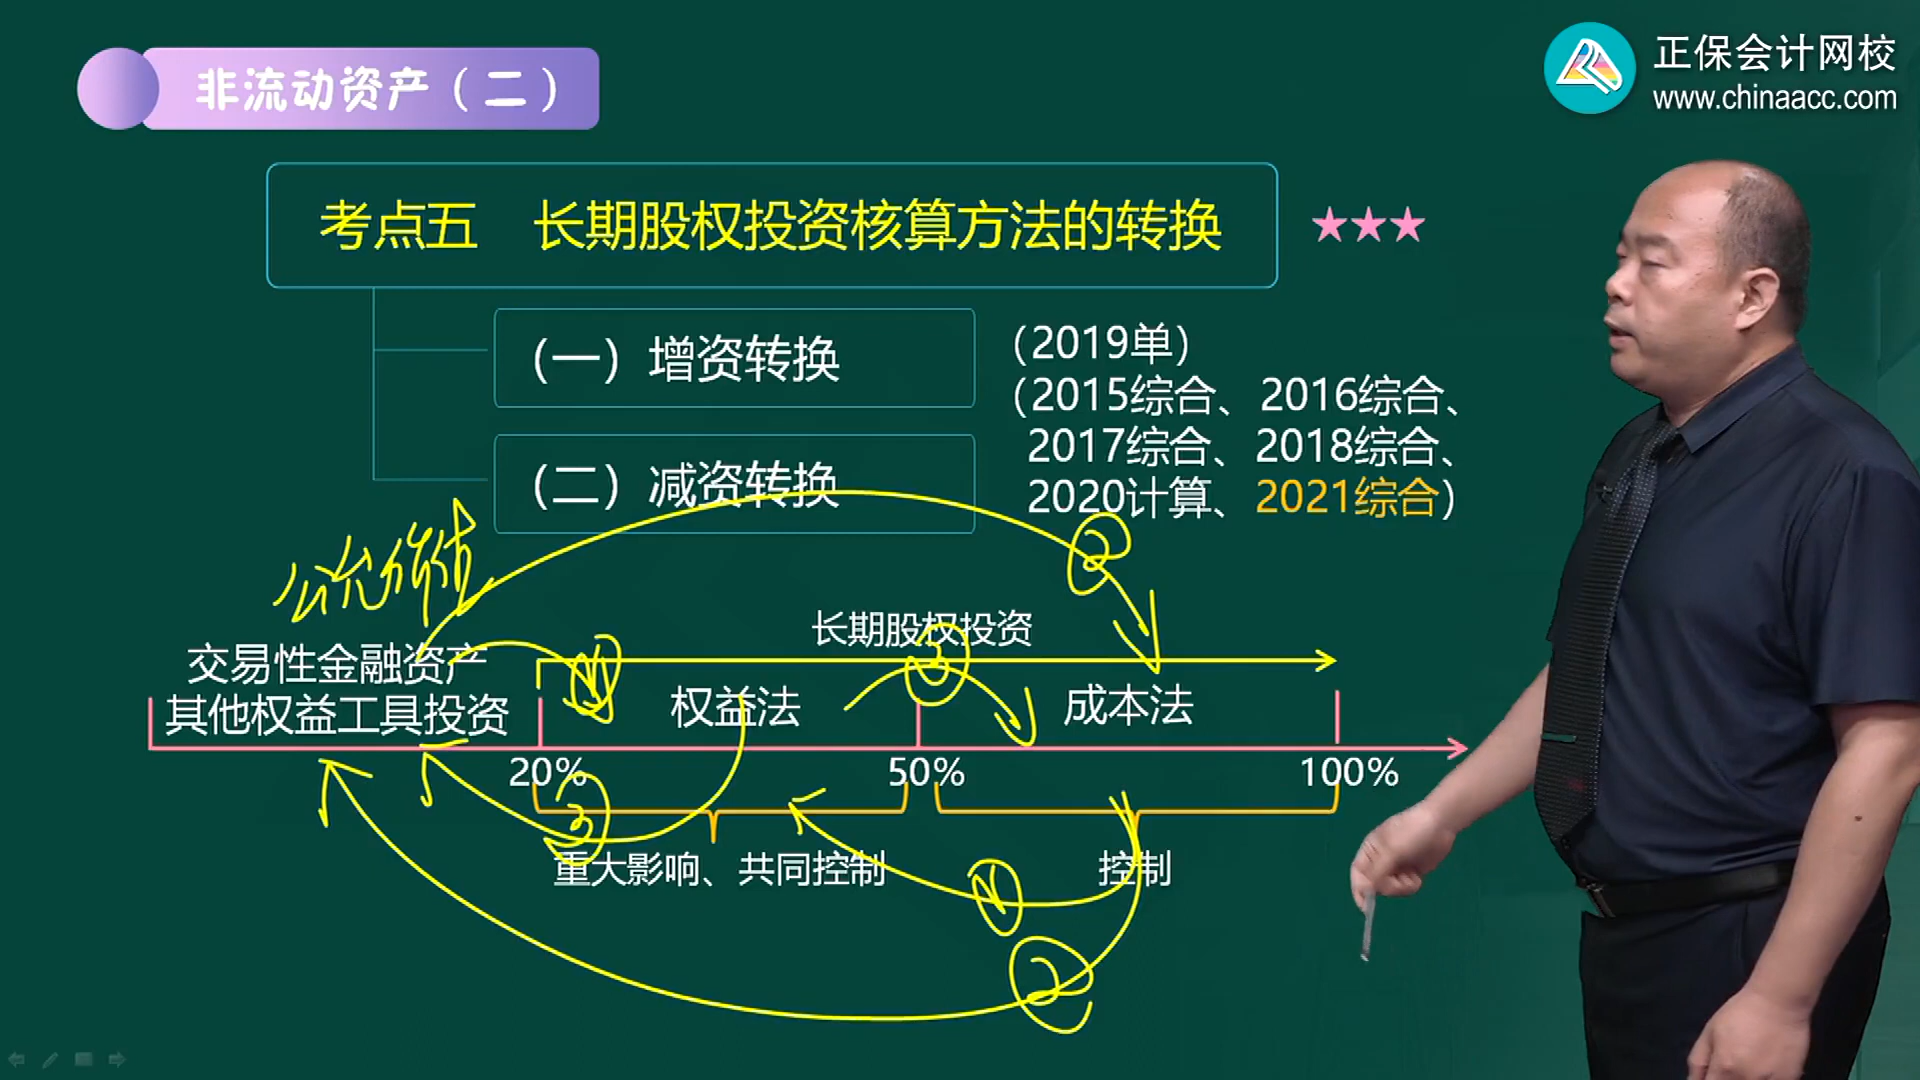 非流动资产（二）
正保会计网校
www.chinaacc.com
考点五 长期股权投资核算方法的转换
（一）增资转换
（2019单）
（2015综合、2016综合、
2017综合、2018综合、
2020计算、2021综合）
（二）减资转换
公允价值
②
长期股权投资
交易性金融资产
其他权益工具投资
①
权益法
③
成本法
20%
50%
100%
③
重大影响、共同控制
控制
①
②